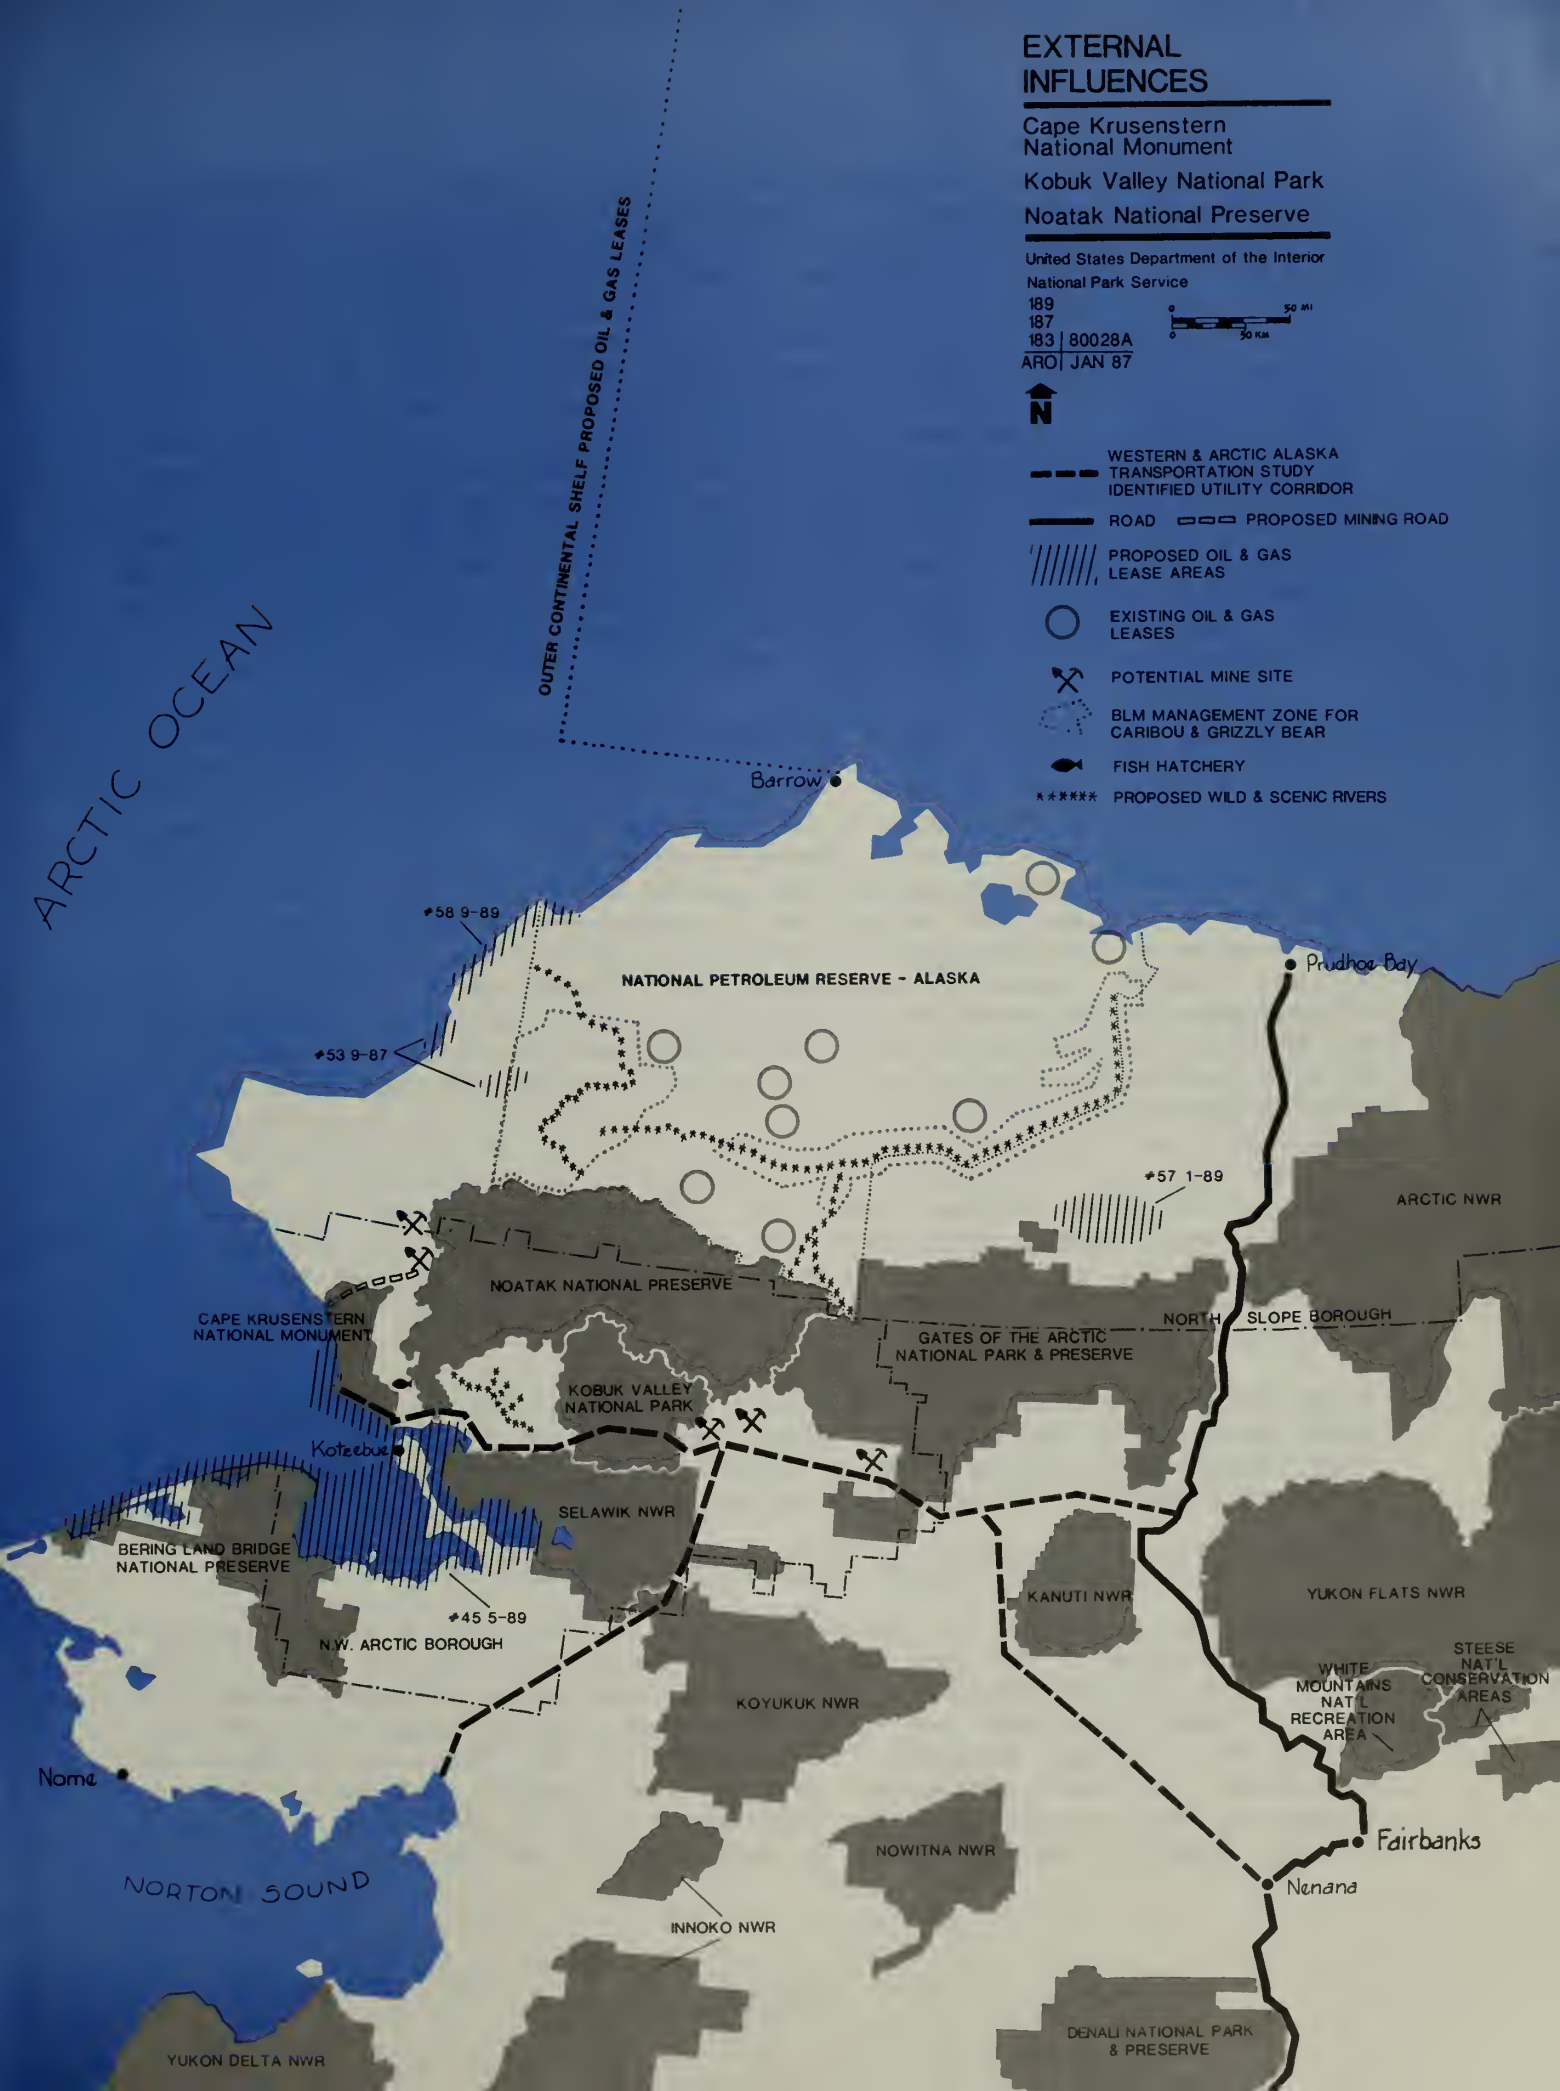 EXTERNAL
INFLUENCES
Cape Krusenstern
National Monument
Kobuk Valley National Park
Noatak National Preserve
United States Department of the Interior
National Park Service
189
187
183 | 80028A
ARO | JAN 87
0 50 MI
0 50 KM
N
WESTERN & ARCTIC ALASKA
TRANSPORTATION STUDY
IDENTIFIED UTILITY CORRIDOR
ROAD PROPOSED MINING ROAD
PROPOSED OIL & GAS
LEASE AREAS
EXISTING OIL & GAS
LEASES
POTENTIAL MINE SITE
BLM MANAGEMENT ZONE FOR
CARIBOU & GRIZZLY BEAR
FISH HATCHERY
PROPOSED WILD & SCENIC RIVERS
OUTER CONTINENTAL SHELF PROPOSED OIL & GAS LEASES
ARCTIC OCEAN
Barrow
#58 9-89
NATIONAL PETROLEUM RESERVE - ALASKA
Prudhoe Bay
#53 9-87
#57 1-89
ARCTIC NWR
NOATAK NATIONAL PRESERVE
CAPE KRUSENSTERN
NATIONAL MONUMENT
NORTH SLOPE BOROUGH
GATES OF THE ARCTIC
NATIONAL PARK & PRESERVE
KOBUK VALLEY
NATIONAL PARK
Kotzebue
SELAWIK NWR
BERING LAND BRIDGE
NATIONAL PRESERVE
KANUTI NWR
YUKON FLATS NWR
#45 5-89
N.W. ARCTIC BOROUGH
STEESE
NAT'L
CONSERVATION
AREAS
WHITE
MOUNTAINS
NAT'L
RECREATION
AREA
KOYUKUK NWR
Nome
Fairbanks
NOWITNA NWR
NORTON SOUND
Nenana
INNOKO NWR
DENALI NATIONAL PARK
& PRESERVE
YUKON DELTA NWR